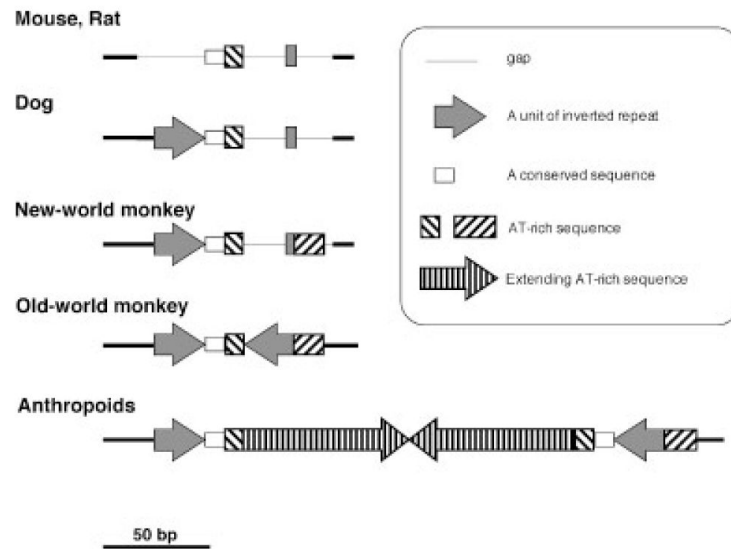 Mouse, Rat
Dog
New-world monkey
Old-world monkey
Anthropoids
50 bp
gap
A unit of inverted repeat
A conserved sequence
AT-rich sequence
Extending AT-rich sequence